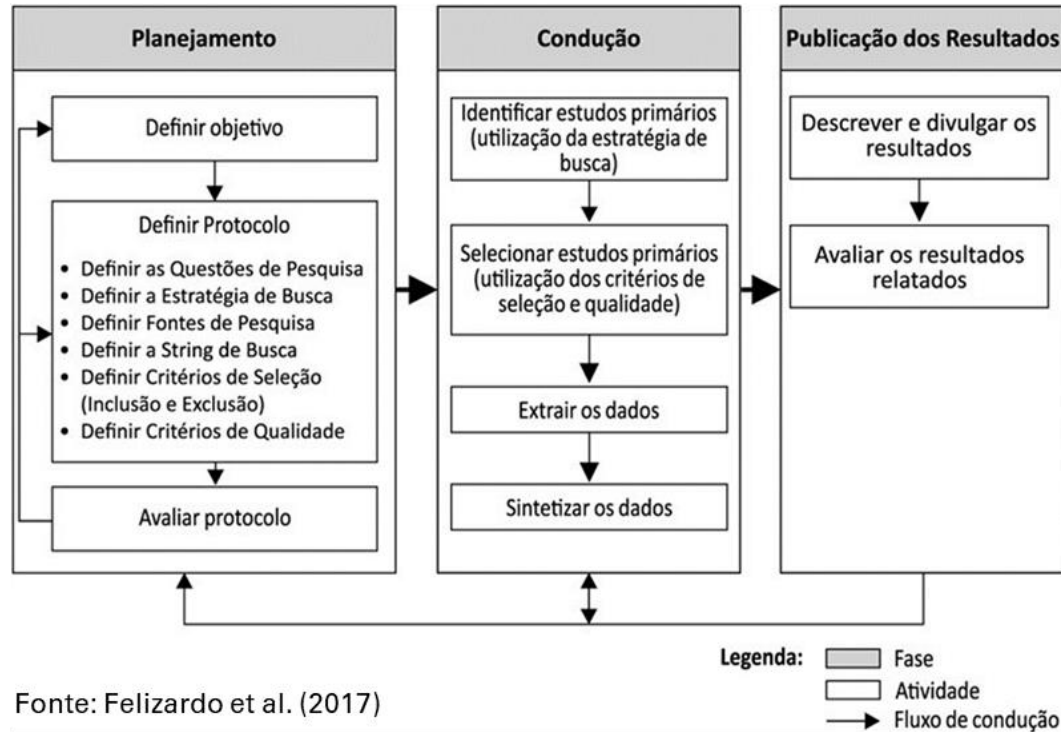 Planejamento
Definir objetivo
Definir Protocolo
• Definir as Questões de Pesquisa
• Definir a Estratégia de Busca
• Definir Fontes de Pesquisa
• Definir a String de Busca
• Definir Critérios de Seleção
(Inclusão e Exclusão)
• Definir Critérios de Qualidade
Avaliar protocolo
Condução
Identificar estudos primários
(utilização da estratégia de
busca)
Selecionar estudos primários
(utilização dos critérios de
seleção e qualidade)
Extrair os dados
Sintetizar os dados
Publicação dos Resultados
Descrever e divulgar os
resultados
Avaliar os resultados
relatados
Legenda:
Fase
Atividade
Fluxo de condução
Fonte: Felizardo et al. (2017)